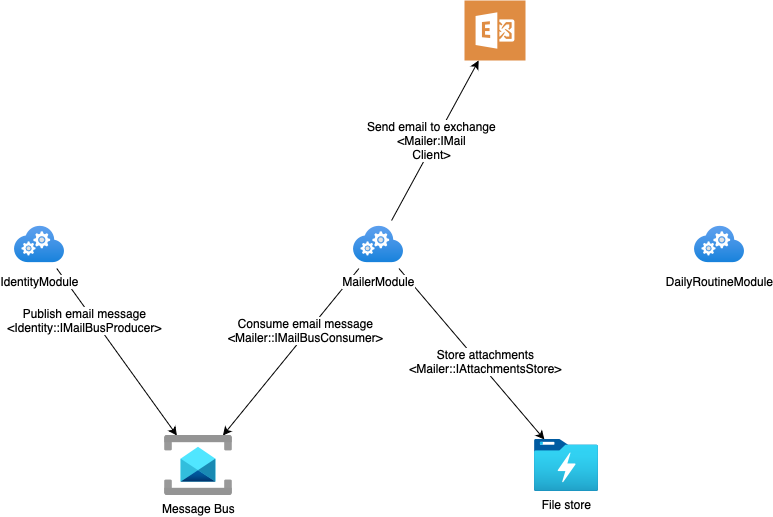 E
Send email to exchange
<Mailer:IMail
Client>
IdentityModule
MailerModule
DailyRoutineModule
Publish email message
<Identity::IMailBusProducer>
Consume email message
<Mailer::IMailBusConsumer>
Store attachments
<Mailer::IAttachmentsStore>
Message Bus
File store